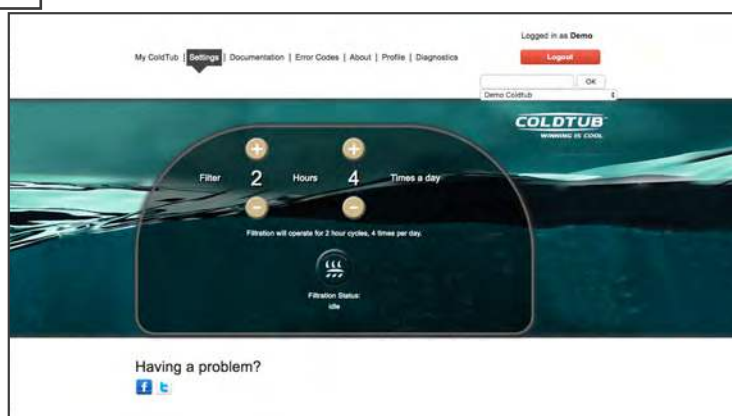 Logged in as Demo
My ColdTub | Settings | Documentation | Error Codes | About | Profile | Diagnostics
Logout
OK
Demo Coldtub
COLDTUB
WINNING IS COOL
Filter 2 Hours 4 Times a day
Filtration will operate for 2 hour cycles, 4 times per day.
Filtration Status:
idle
Having a problem?